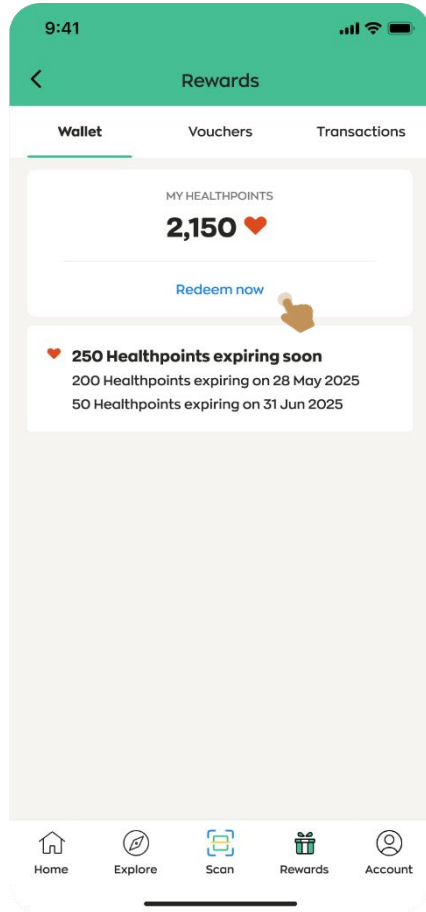 9:41
Rewards
Wallet Vouchers Transactions
MY HEALTHPOINTS
2,150
Redeem now
250 Healthpoints expiring soon
200 Healthpoints expiring on 28 May 2025
50 Healthpoints expiring on 31 Jun 2025
Home Explore Scan Rewards Account